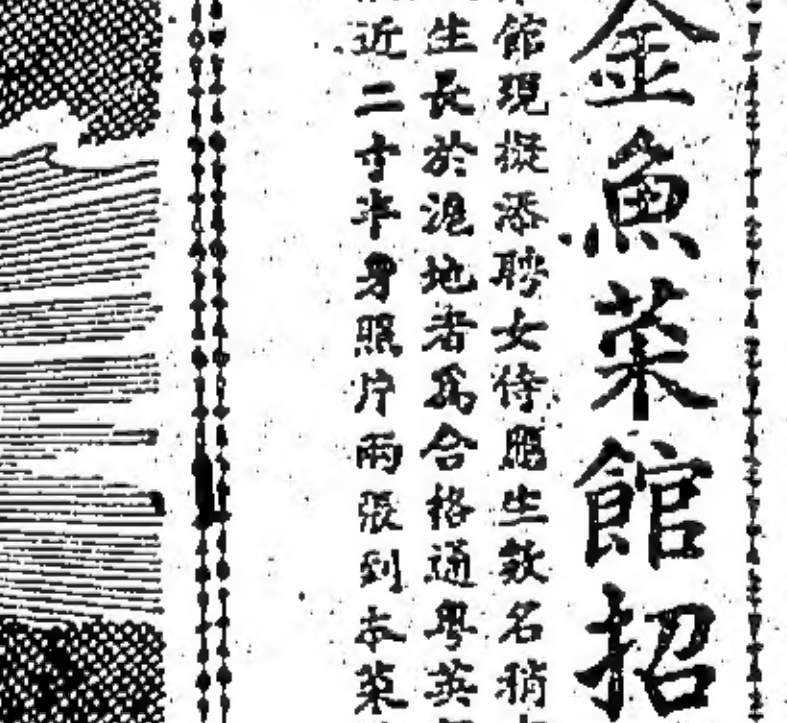 金魚菜館招
館現擬添聘女侍應生數名稍
生長於滬地者為合格通粵英
近二寸半身照片兩張到本菜